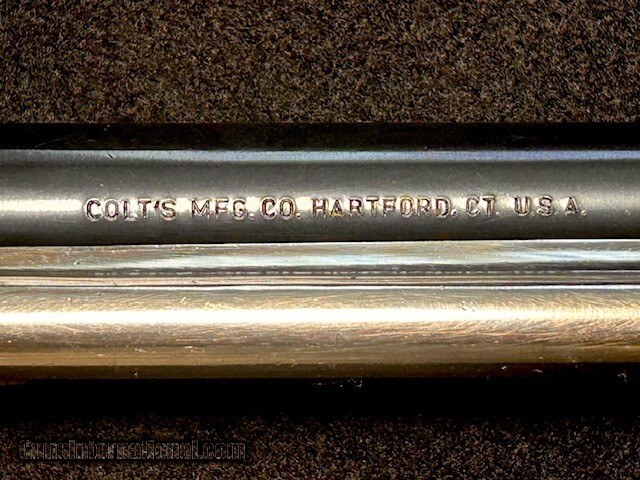 COLT'S MFG. CO. HARTFORD. CT. U.S.A.
GunsInternational.com